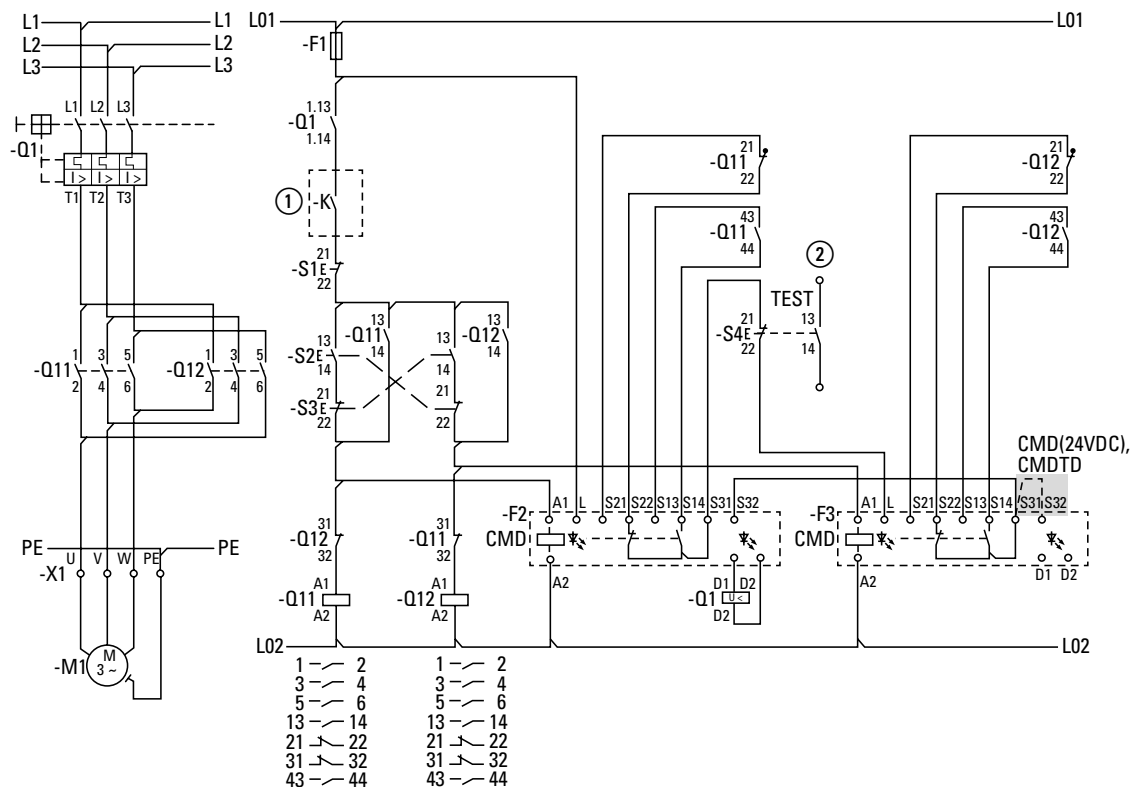 L1 L1
L2 L2
L3 L3
L01 L01
-F1
L1 L2 L3
-Q1
I> I> I>
T1 T2 T3
1.13
-Q1
1.14
1 -K
21
-S1E
22
21
-Q11
22
43
-Q11
44
21
-Q12
22
43
-Q12
44
2
TEST
21 13
-S4E
22 14
1 3 5 1 3 5
-Q11 -Q12
2 4 6 2 4 6
13 13 13 13
-S2E -Q11 -Q12
14 14 14 14
21 21
-S3E
22 22
CMD(24VDC),
CMDTD
A1 L S21 S22 S13 S14 S31 S32
-F2
CMD
A2
D1 D2
A1 L S21 S22 S13 S14 S31 S32
-F3
CMD
A2
D1 D2
31 31
-Q12 -Q11
32 32
A1 A1
-Q11 -Q12
A2 A2
D1
-Q1 U<
D2
PE U V W PE PE
-X1
-M1 M
3 ~
L02 L02
1 2 1 2
3 4 3 4
5 6 5 6
13 14 13 14
21 22 21 22
31 32 31 32
43 44 43 44